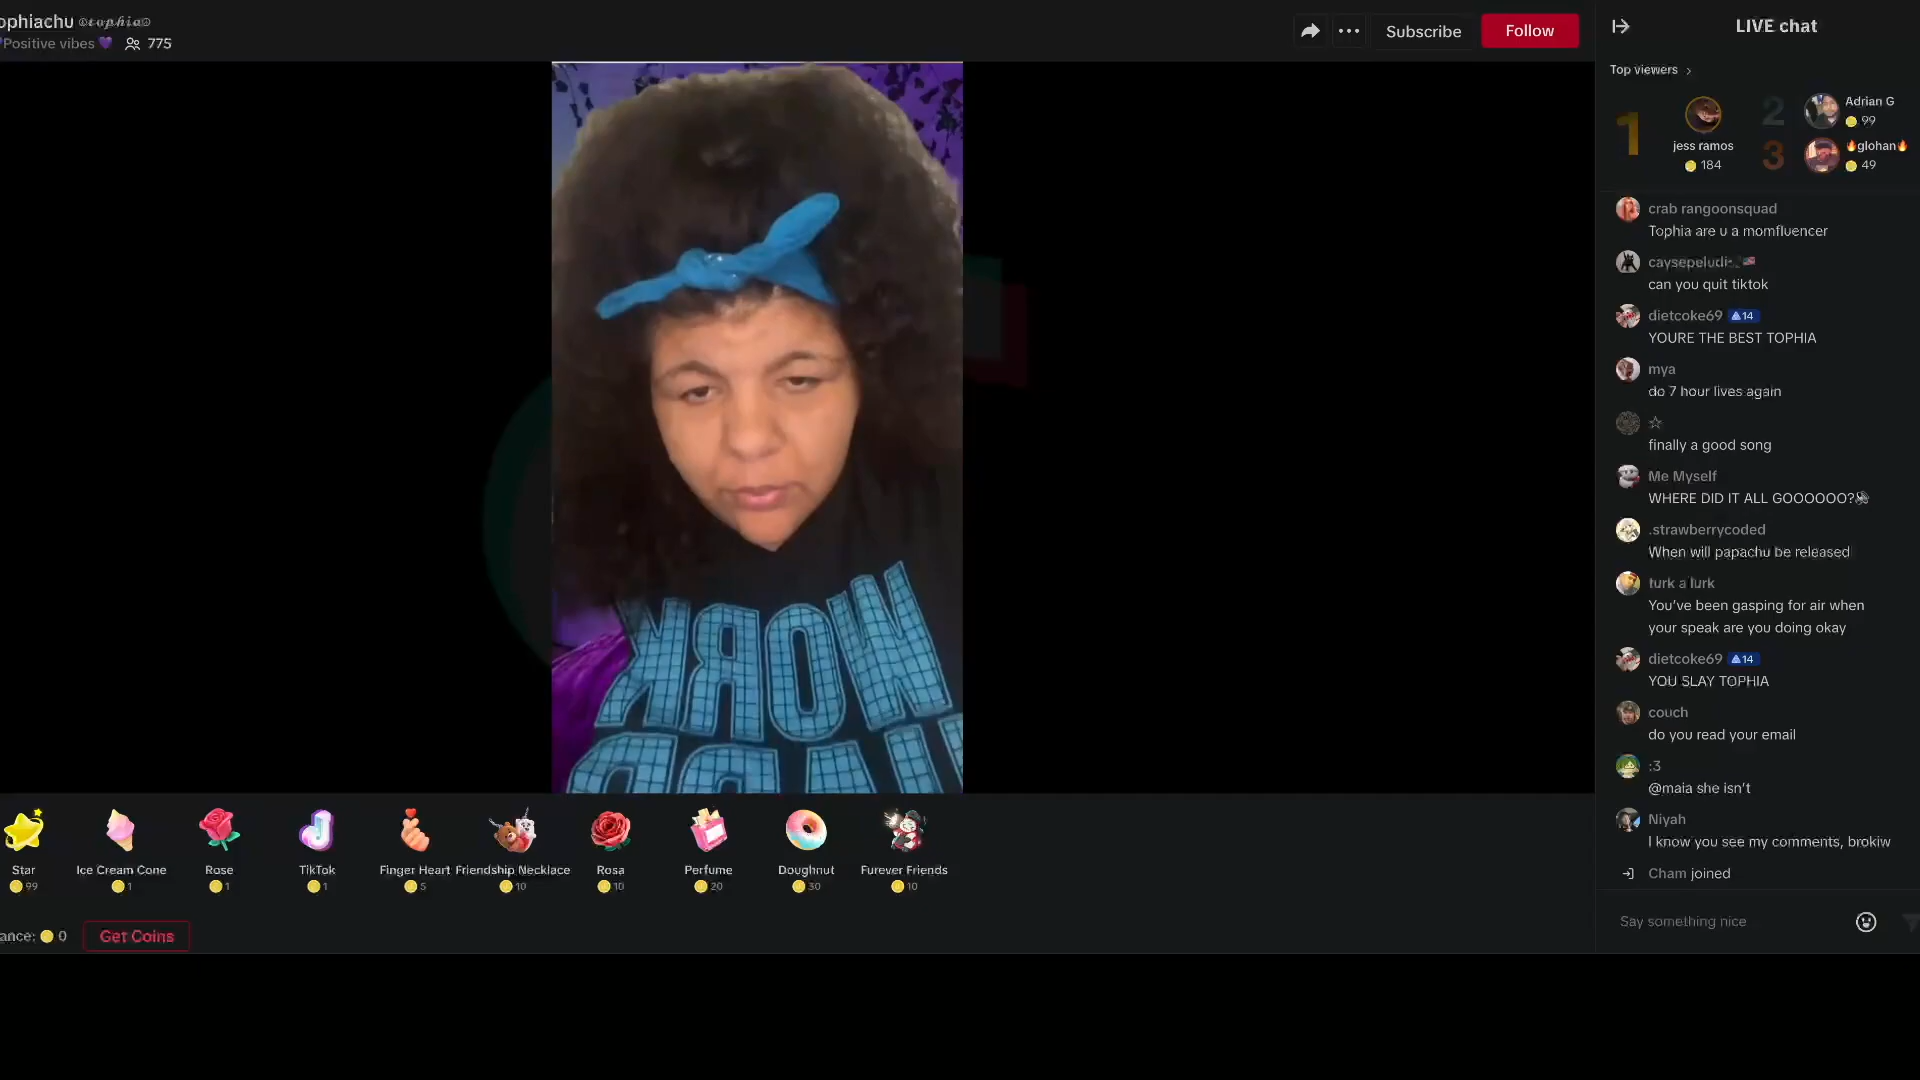 ophiachu @tophia☺
Positive vibes 💜 775
Subscribe
Follow
LIVE chat
Top viewers
1
jess ramos
184
2
Adrian G
99
3
🔥glohan🔥
49
crab rangoonsquad
Tophia are u a momfluencer
can you quit tiktok
dietcoke69 14
YOURE THE BEST TOPHIA
mya
do 7 hour lives again
☆
finally a good song
Me Myself
WHERE DID IT ALL GOOOOOO?
.strawberrycoded
When will papachu be released
turk a lurk
You've been gasping for air when
your speak are you doing okay
dietcoke69 14
YOU SLAY TOPHIA
couch
do you read your email
:3
@maia she isn't
Niyah
I know you see my comments, brokiw
Cham joined
Say something nice
WORK
HARD
Star
99
Ice Cream Cone
1
Rose
1
TikTok
1
Finger Heart
5
Friendship Necklace
10
Rosa
10
Perfume
20
Doughnut
30
Furever Friends
10
ance: 0
Get Coins